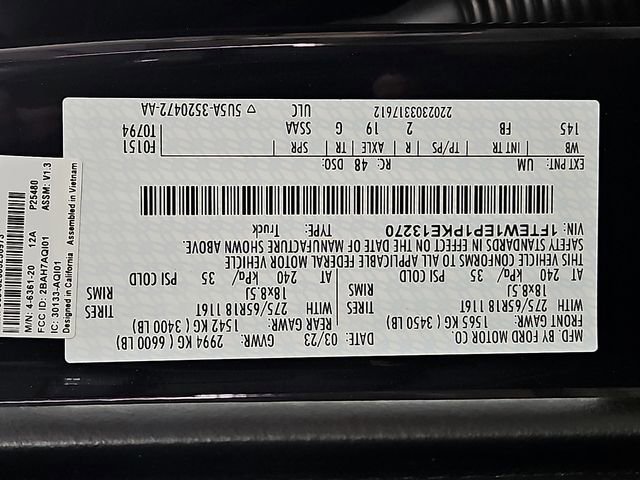 MFD. BY FORD MOTOR CO.
03/23 GVWR: 2994 KG ( 6600 LB)
FRONT GAWR: 1565 KG ( 3450 LB) REAR GAWR: 1542 KG ( 3400 LB)
275/65R18 116T TIRES 275/65R18 116T TIRES
18x8.5J RIMS 18x8.5J RIMS
AT 240 kPa/ 35 PSI COLD AT 240 kPa/ 35 PSI COLD
THIS VEHICLE CONFORMS TO ALL APPLICABLE FEDERAL MOTOR VEHICLE
SAFETY STANDARDS IN EFFECT ON THE DATE OF MANUFACTURE SHOWN ABOVE.
VIN: 1FTEW1EP1PKE13270 TYPE: Truck
EXT PNT: UM RC: 48 DSO:
WB INT TR TP/PS R AXLE TR SPR F0151
145 FB 2 19 G SSAA T0794
ULC
2202303317612 5U5A-3520472-AA
M/N: 4-6361-20 12A P25480
FCC ID: 2BAH7AQI01
IC: 30133-AQI01 ASSM: V1.3
Designed in California Assembled in Vietnam